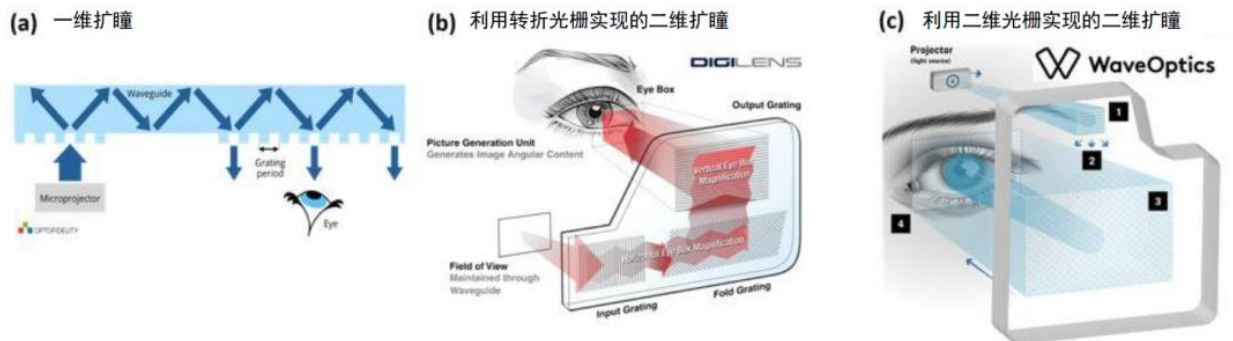 (a) 一维扩瞳
Waveguide
Grating
period
Microprojector
Eye
OPTOFIDELITY
(b) 利用转折光栅实现的二维扩瞳
DIGILENS
Eye Box
Output Grating
Picture Generation Unit
Generates Image Angular Content
Vertical Eye Box
Magnification
Horizontal Eye Box Magnification
Field of View
Maintained through
Waveguide
Input Grating
Fold Grating
(c) 利用二维光栅实现的二维扩瞳
Projector
(light source)
WaveOptics
1
2
3
4